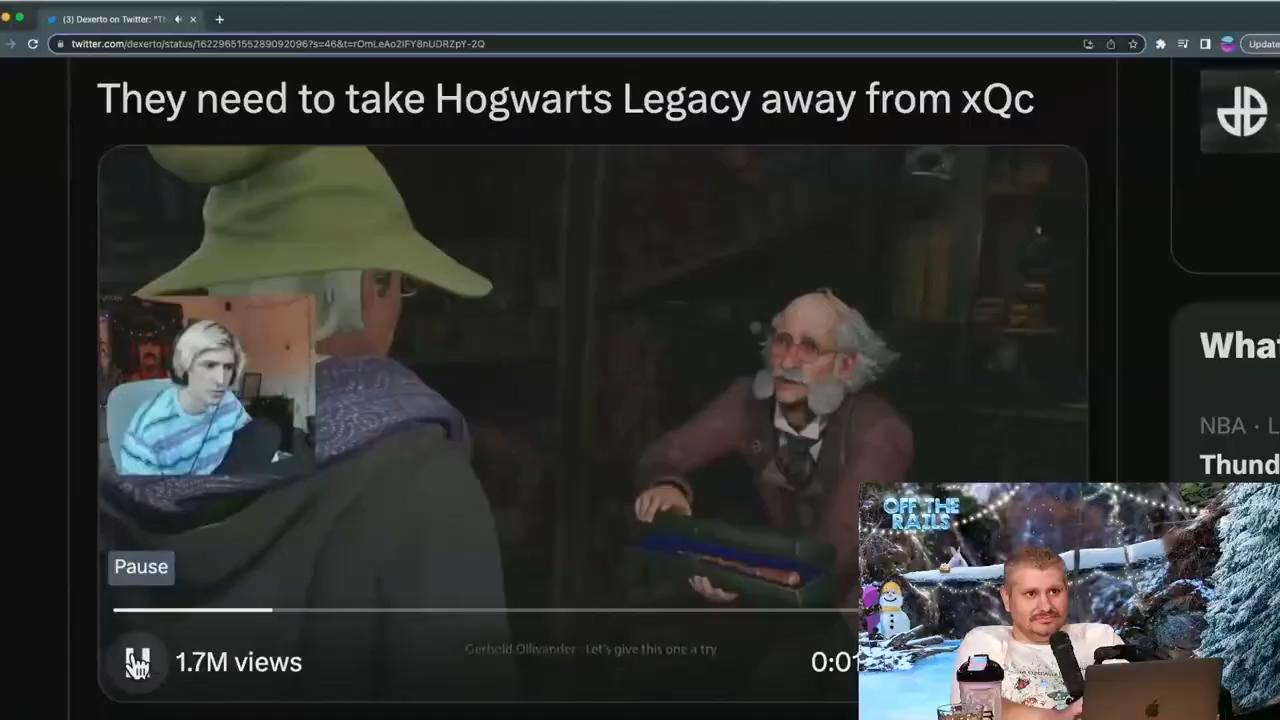 (3) Dexerto on Twitter: "Th
twitter.com/dexerto/status/1622965155289092096?s=46&t=rOmLeAo2IFY8nUDRZpY-2Q
Update
They need to take Hogwarts Legacy away from xQc
What
NBA · L
Thund
OFF THE
RAILS
Pause
Gerbold Ollivander : Let's give this one a try
1.7M views
0:01